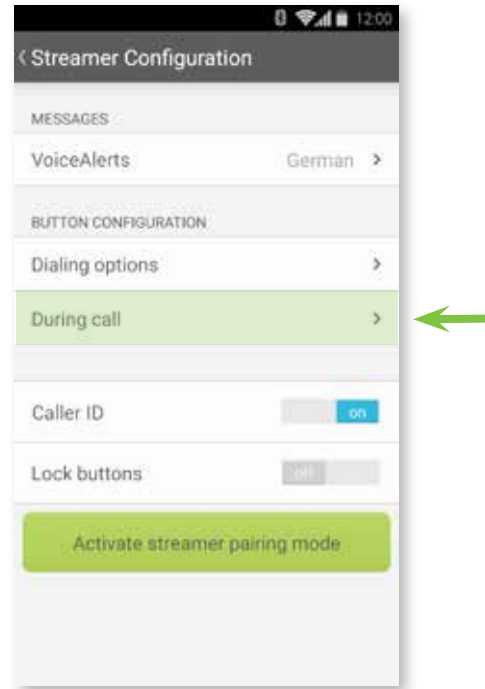 12:00
Streamer Configuration
MESSAGES
VoiceAlerts German
BUTTON CONFIGURATION
Dialing options
During call
Caller ID on
Lock buttons off
Activate streamer pairing mode